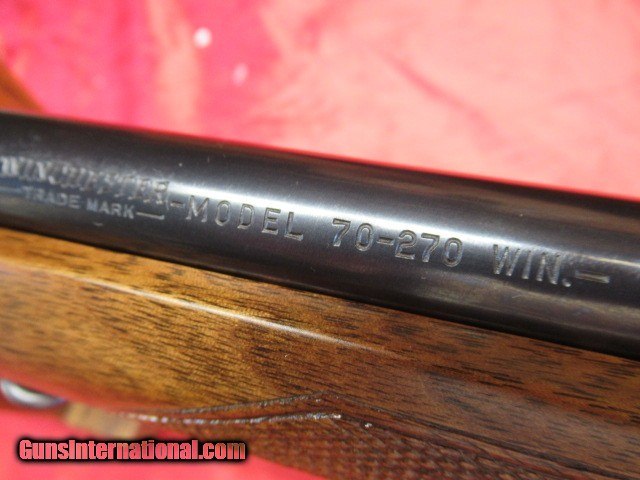 WINCHESTER
TRADE MARK
-MODEL 70-270 WIN.-
GunsInternational.com